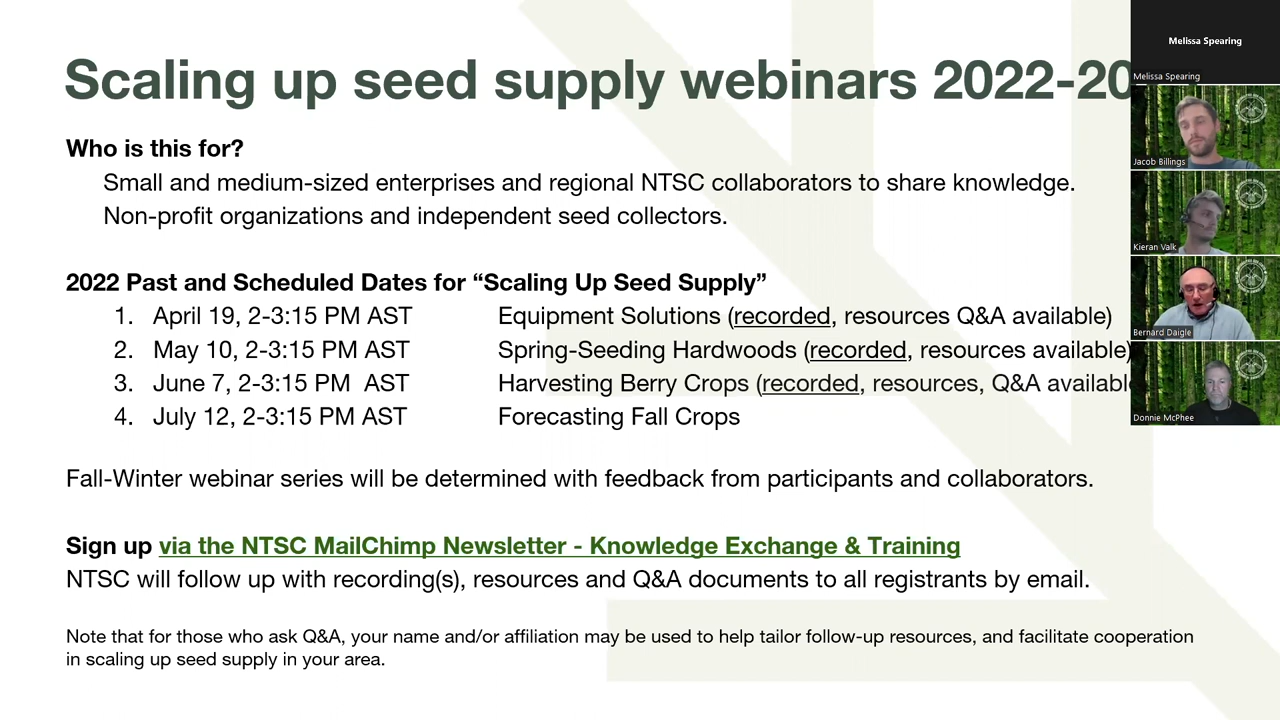 Scaling up seed supply webinars 2022-20
Who is this for?
Small and medium-sized enterprises and regional NTSC collaborators to share knowledge.
Non-profit organizations and independent seed collectors.
2022 Past and Scheduled Dates for “Scaling Up Seed Supply”
1. April 19, 2-3:15 PM AST Equipment Solutions (recorded, resources Q&A available)
2. May 10, 2-3:15 PM AST Spring-Seeding Hardwoods (recorded, resources available)
3. June 7, 2-3:15 PM AST Harvesting Berry Crops (recorded, resources, Q&A availabl
4. July 12, 2-3:15 PM AST Forecasting Fall Crops
Fall-Winter webinar series will be determined with feedback from participants and collaborators.
Sign up via the NTSC MailChimp Newsletter - Knowledge Exchange & Training
NTSC will follow up with recording(s), resources and Q&A documents to all registrants by email.
Note that for those who ask Q&A, your name and/or affiliation may be used to help tailor follow-up resources, and facilitate cooperation
in scaling up seed supply in your area.
Melissa Spearing
Melissa Spearing
Jacob Billings
Kieran Valk
Bernard Daigle
Donnie McPhee